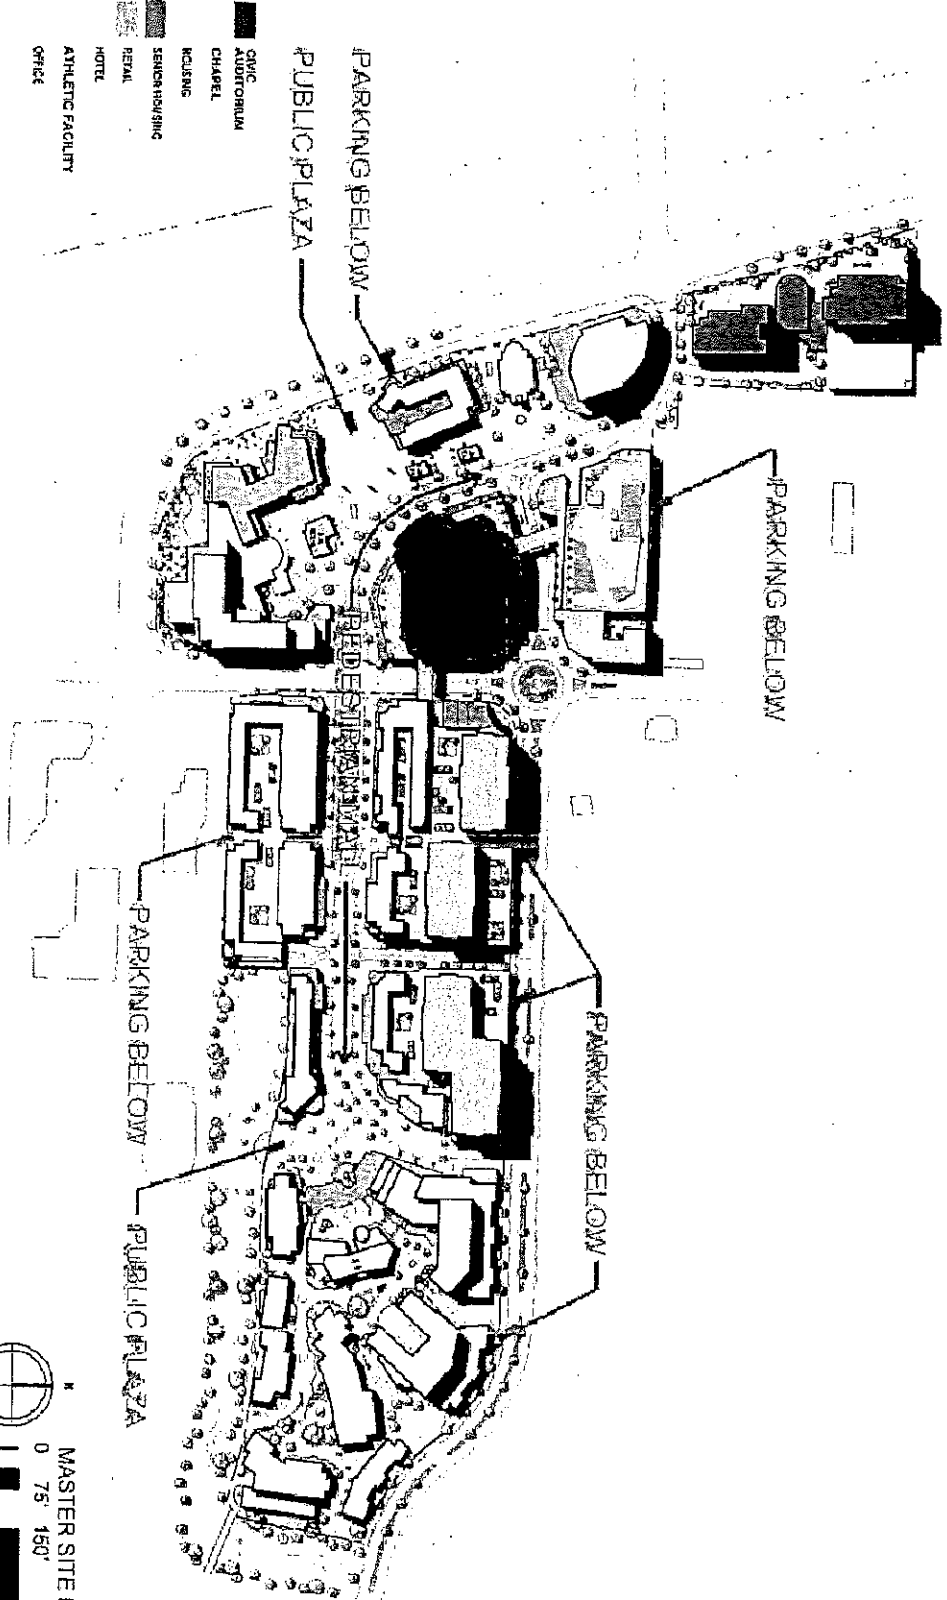 PARKING BELOW
PUBLIC PLAZA
CIVIC
AUDITORIUM
CHAPEL
HOUSING
SENIOR HOUSING
RETAIL
HOTEL
ATHLETIC FACILITY
OFFICE
PARKING BELOW
PEDESTRIAN MALL
PARKING BELOW
PARKING BELOW
PUBLIC PLAZA
N
MASTER SITE
0 75' 150'